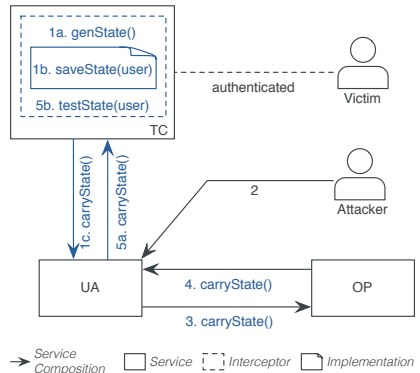 1a. genState()
1b. saveState(user)
5b. testState(user)
TC
authenticated
Victim
1c. carryState()
5a. carryState()
2
Attacker
UA
4. carryState()
3. carryState()
OP
Service Composition
Service
Interceptor
Implementation